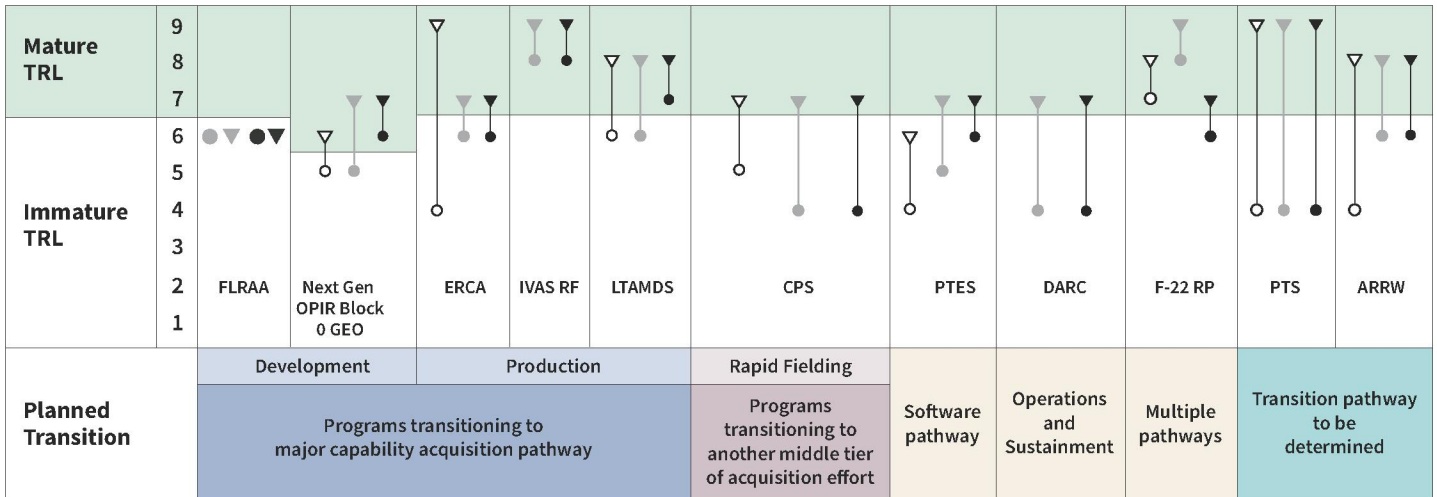 Mature
TRL
9
8
7
Immature
TRL
6
5
4
3
2
1
FLRAA
Next Gen
OPIR Block
0 GEO
ERCA
IVAS RF
LTAMDS
CPS
PTES
DARC
F-22 RP
PTS
ARRW
Planned
Transition
Development
Production
Rapid Fielding
Programs transitioning to
major capability acquisition pathway
Programs
transitioning to
another middle tier
of acquisition effort
Software
pathway
Operations
and
Sustainment
Multiple
pathways
Transition pathway
to be
determined